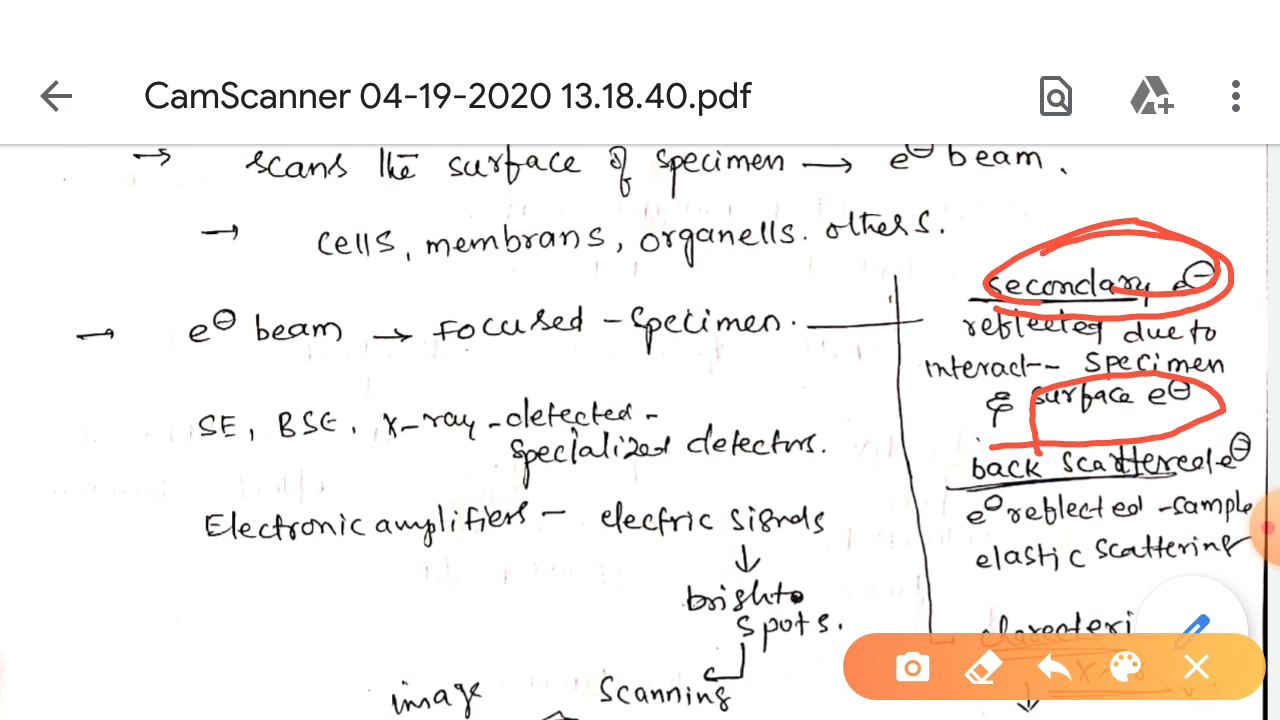 CamScanner 04-19-2020 13.18.40.pdf
→ scans the surface of specimen → e⊖ beam.
→ cells, membrans, organells. others.
→ e⊖ beam → Focused - Specimen.
SE, BSE, X-ray - detected -
specialized detectors.
Electronic amplifiers - electric signals
↓
bright
spots.
image scanning
secondary e⊖
reflected due to
interact-- specimen
& surface e⊖
back scattered e⊖
e⊖ reflected - sample
elastic scattering